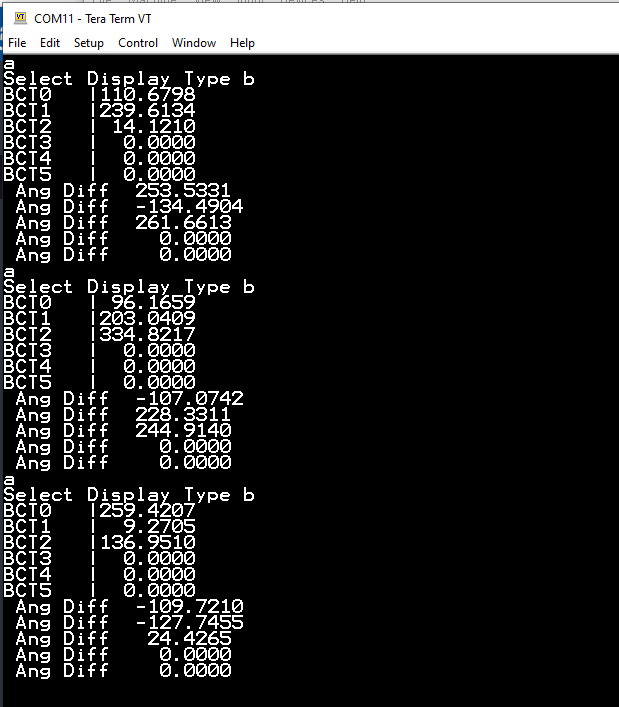 COM11 - Tera Term VT
File Edit Setup Control Window Help
a
Select Display Type b
BCT0   |110.6798
BCT1   |239.6134
BCT2   | 14.1210
BCT3   |  0.0000
BCT4   |  0.0000
BCT5   |  0.0000
 Ang Diff  253.5331
 Ang Diff  -134.4904
 Ang Diff  261.6613
 Ang Diff    0.0000
 Ang Diff    0.0000
a
Select Display Type b
BCT0   | 96.1659
BCT1   |203.0409
BCT2   |334.8217
BCT3   |  0.0000
BCT4   |  0.0000
BCT5   |  0.0000
 Ang Diff  -107.0742
 Ang Diff  228.3311
 Ang Diff  244.9140
 Ang Diff    0.0000
 Ang Diff    0.0000
a
Select Display Type b
BCT0   |259.4207
BCT1   |  9.2705
BCT2   |136.9510
BCT3   |  0.0000
BCT4   |  0.0000
BCT5   |  0.0000
 Ang Diff  -109.7210
 Ang Diff  -127.7455
 Ang Diff   24.4265
 Ang Diff    0.0000
 Ang Diff    0.0000